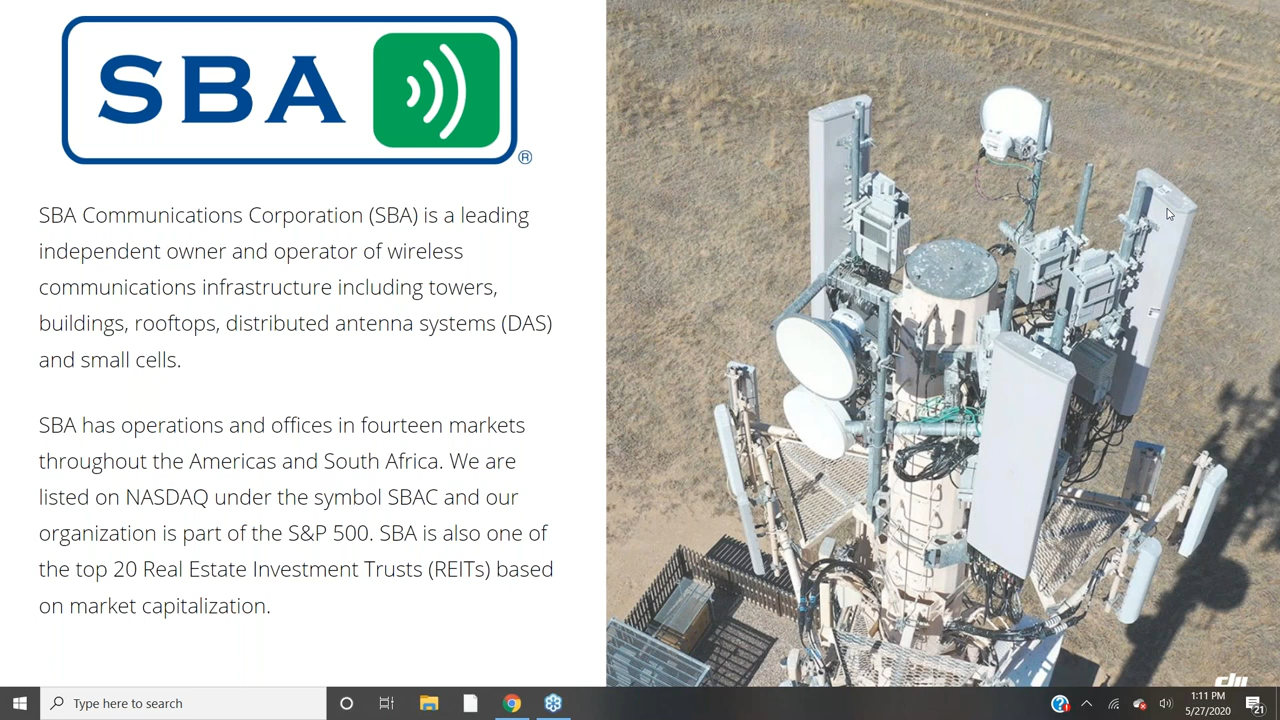 SBA
®
SBA Communications Corporation (SBA) is a leading
independent owner and operator of wireless
communications infrastructure including towers,
buildings, rooftops, distributed antenna systems (DAS)
and small cells.
SBA has operations and offices in fourteen markets
throughout the Americas and South Africa. We are
listed on NASDAQ under the symbol SBAC and our
organization is part of the S&P 500. SBA is also one of
the top 20 Real Estate Investment Trusts (REITs) based
on market capitalization.
dji
Type here to search
1:11 PM
5/27/2020
21